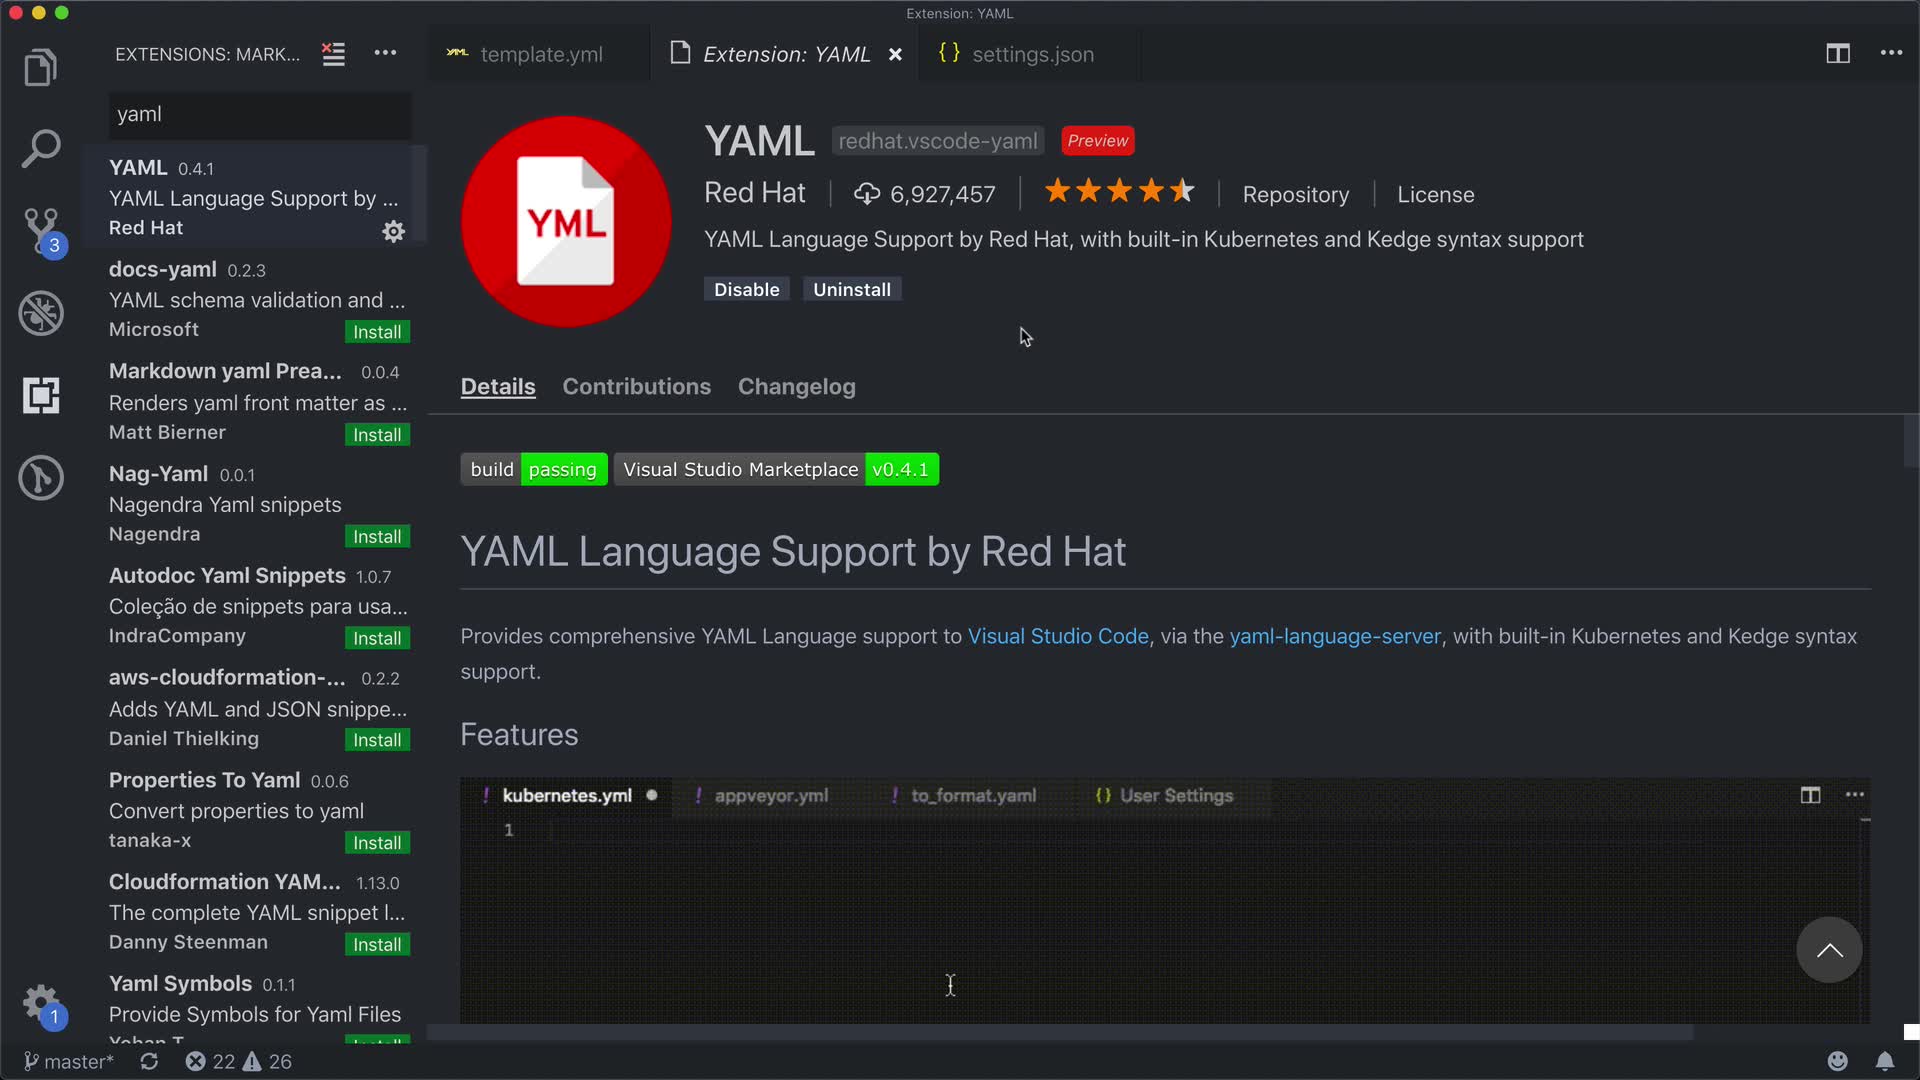 Extension: YAML
EXTENSIONS: MARK...
YAML template.yml
Extension: YAML
{} settings.json
yaml
YAML 0.4.1
YAML Language Support by ...
Red Hat
docs-yaml 0.2.3
YAML schema validation and ...
Microsoft Install
Markdown yaml Prea... 0.0.4
Renders yaml front matter as ...
Matt Bierner Install
Nag-Yaml 0.0.1
Nagendra Yaml snippets
Nagendra Install
Autodoc Yaml Snippets 1.0.7
Coleção de snippets para usa...
IndraCompany Install
aws-cloudformation-... 0.2.2
Adds YAML and JSON snippe...
Daniel Thielking Install
Properties To Yaml 0.0.6
Convert properties to yaml
tanaka-x Install
Cloudformation YAM... 1.13.0
The complete YAML snippet l...
Danny Steenman Install
Yaml Symbols 0.1.1
Provide Symbols for Yaml Files
3
1
YML
YAML redhat.vscode-yaml Preview
Red Hat 6,927,457 Repository License
YAML Language Support by Red Hat, with built-in Kubernetes and Kedge syntax support
Disable Uninstall
Details Contributions Changelog
build passing Visual Studio Marketplace v0.4.1
YAML Language Support by Red Hat
Provides comprehensive YAML Language support to Visual Studio Code, via the yaml-language-server, with built-in Kubernetes and Kedge syntax
support.
Features
! kubernetes.yml ! appveyor.yml ! to_format.yaml {} User Settings
1
master* 22 26